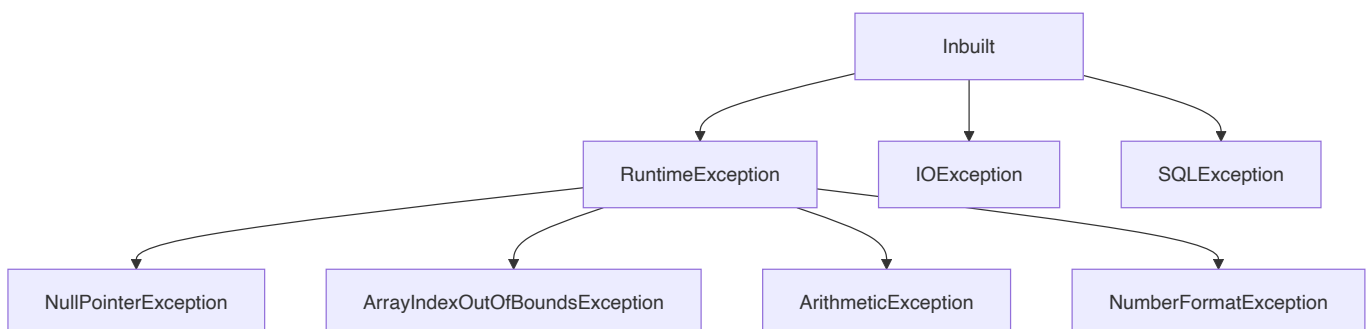 Inbuilt
RuntimeException
IOException
SQLException
NullPointerException
ArrayIndexOutOfBoundsException
ArithmeticException
NumberFormatException